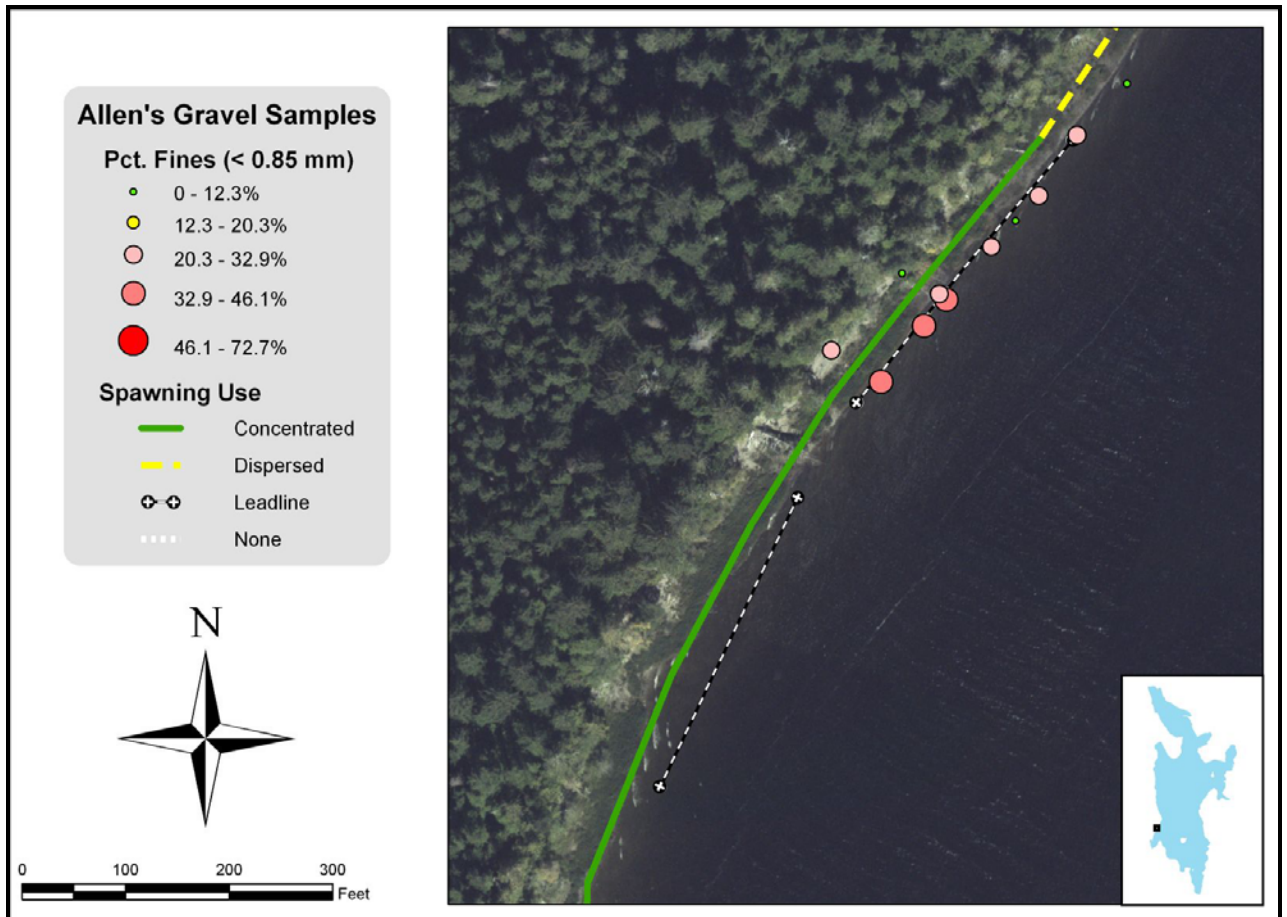 Allen's Gravel Samples
Pct. Fines (< 0.85 mm)
0 - 12.3%
12.3 - 20.3%
20.3 - 32.9%
32.9 - 46.1%
46.1 - 72.7%
Spawning Use
Concentrated
Dispersed
Leadline
None
N
0 100 200 300
Feet